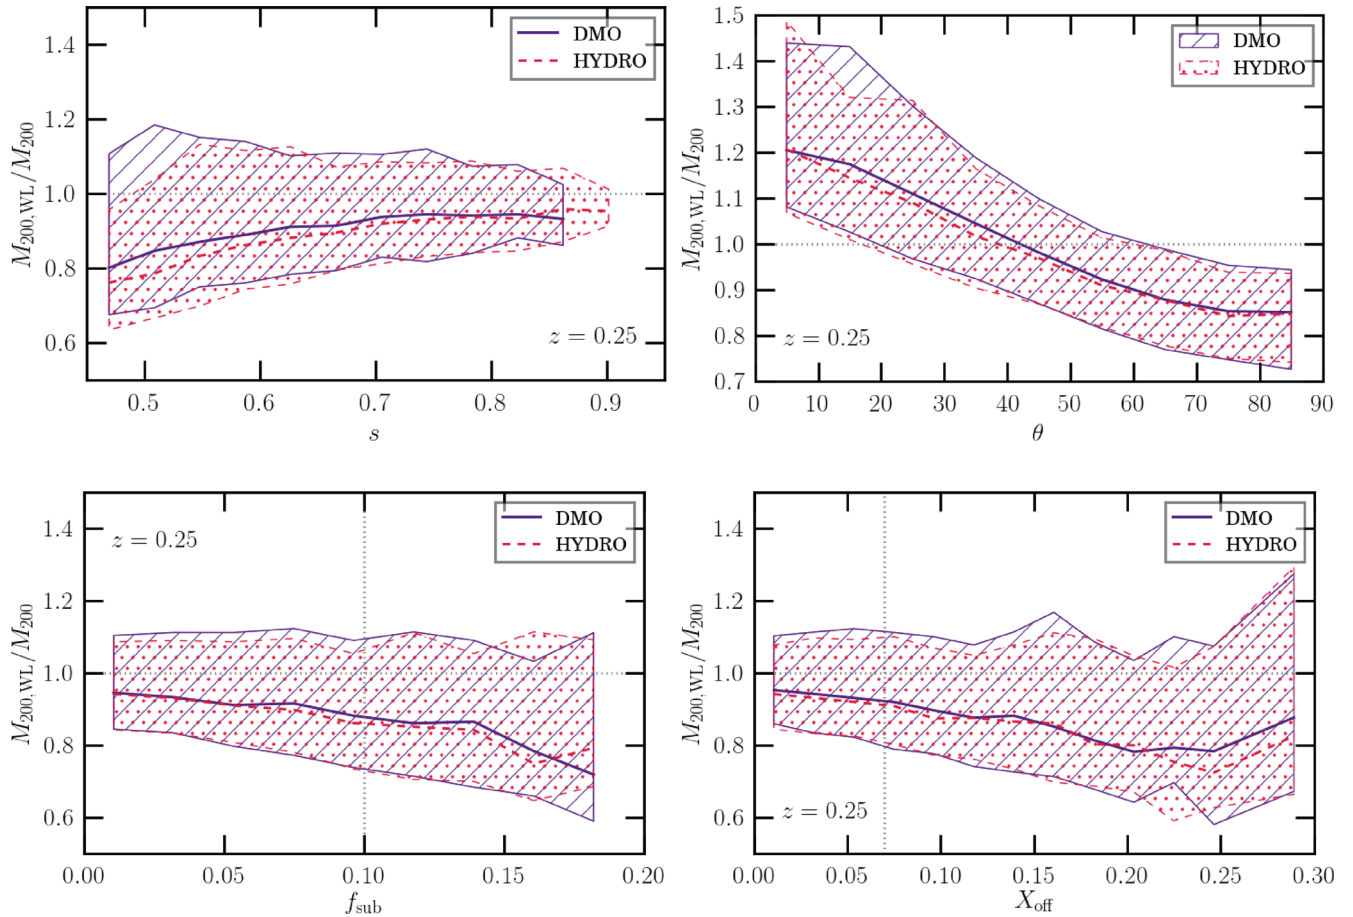 DMO
HYDRO
1.4
1.2
1.0
0.8
0.6
M200,WL/M200
z = 0.25
0.5 0.6 0.7 0.8 0.9
s
DMO
HYDRO
1.5
1.4
1.3
1.2
1.1
1.0
0.9
0.8
0.7
M200,WL/M200
z = 0.25
0 10 20 30 40 50 60 70 80 90
θ
DMO
HYDRO
z = 0.25
1.4
1.2
1.0
0.8
0.6
M200,WL/M200
0.00 0.05 0.10 0.15 0.20
fsub
DMO
HYDRO
1.4
1.2
1.0
0.8
0.6
M200,WL/M200
z = 0.25
0.00 0.05 0.10 0.15 0.20 0.25 0.30
Xoff